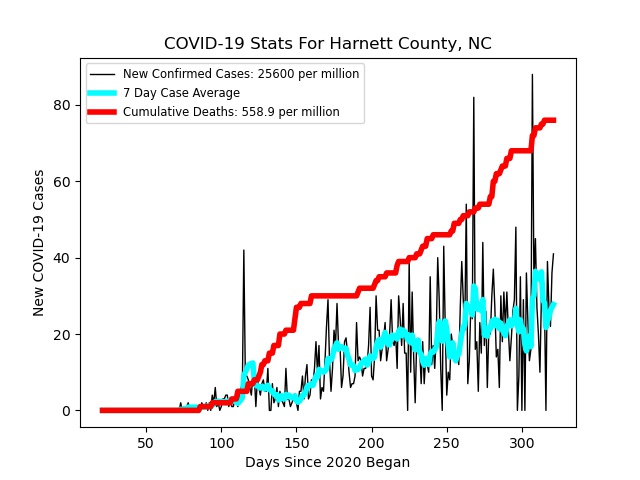 COVID-19 Stats For Harnett County, NC
New Confirmed Cases: 25600 per million
7 Day Case Average
Cumulative Deaths: 558.9 per million
New COVID-19 Cases
80
60
40
20
0
50 100 150 200 250 300
Days Since 2020 Began